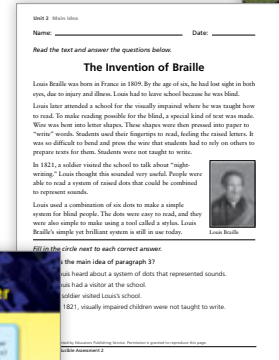 Unit 2 Main Idea
Name: Date:
Read the text and answer the questions below.
The Invention of Braille
Louis Braille was born in France in 1809. By the age of six, he had lost sight in both
eyes, due to injury and illness. Louis had to leave school because he was blind.
Louis later attended a school for the visually impaired where he was taught how
to read. To make reading possible for the blind, a special kind of text was made.
Wire was bent into letter shapes. These shapes were then pressed into paper to
“write” words. Students used their fingertips to read, feeling the raised letters. It
was so difficult to bend and press the wire that students had to rely on others to
prepare texts for them. Students were not taught to write.
In 1821, a soldier visited the school to talk about “night-
writing.” Louis thought this sounded very useful. People were
able to read a system of raised dots that could be combined
to represent sounds.
Louis used a combination of six dots to make a simple
system for blind people. The dots were easy to read, and they
were also simple to make using a tool called a stylus. Louis
Braille’s simple yet brilliant system is still in use today.
Louis Braille
Fill in the circle next to each correct answer.
the main idea of paragraph 3?
heard about a system of dots that represented sounds.
had a visitor at the school.
soldier visited Louis’s school.
1821, visually impaired children were not taught to write.
Educators Publishing Service. Permission is granted to reproduce this page.
Assessment 2